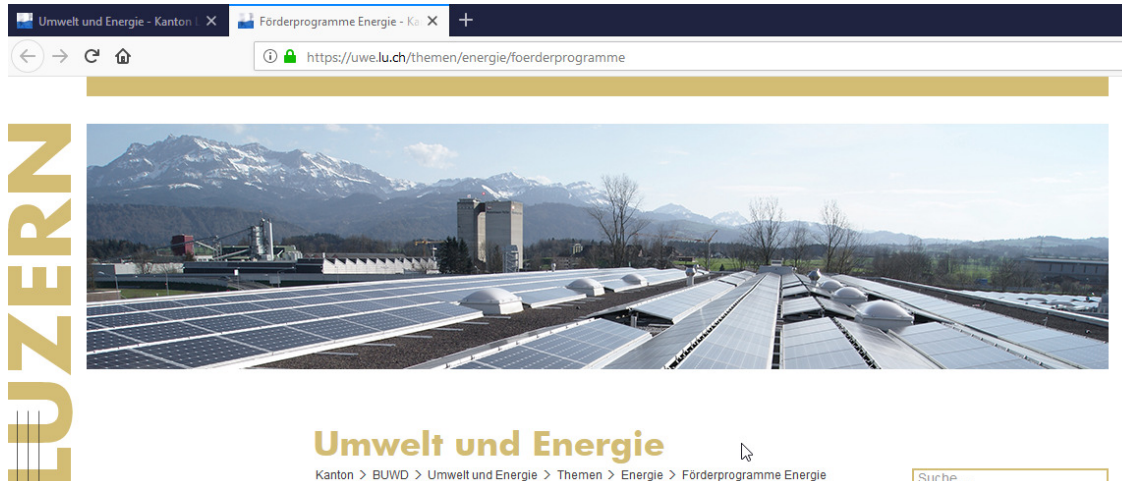 Umwelt und Energie - Kanton L
Förderprogramme Energie - Ka
https://uwe.lu.ch/themen/energie/foerderprogramme
LUZERN
Umwelt und Energie
Kanton > BUWD > Umwelt und Energie > Themen > Energie > Förderprogramme Energie
Suche